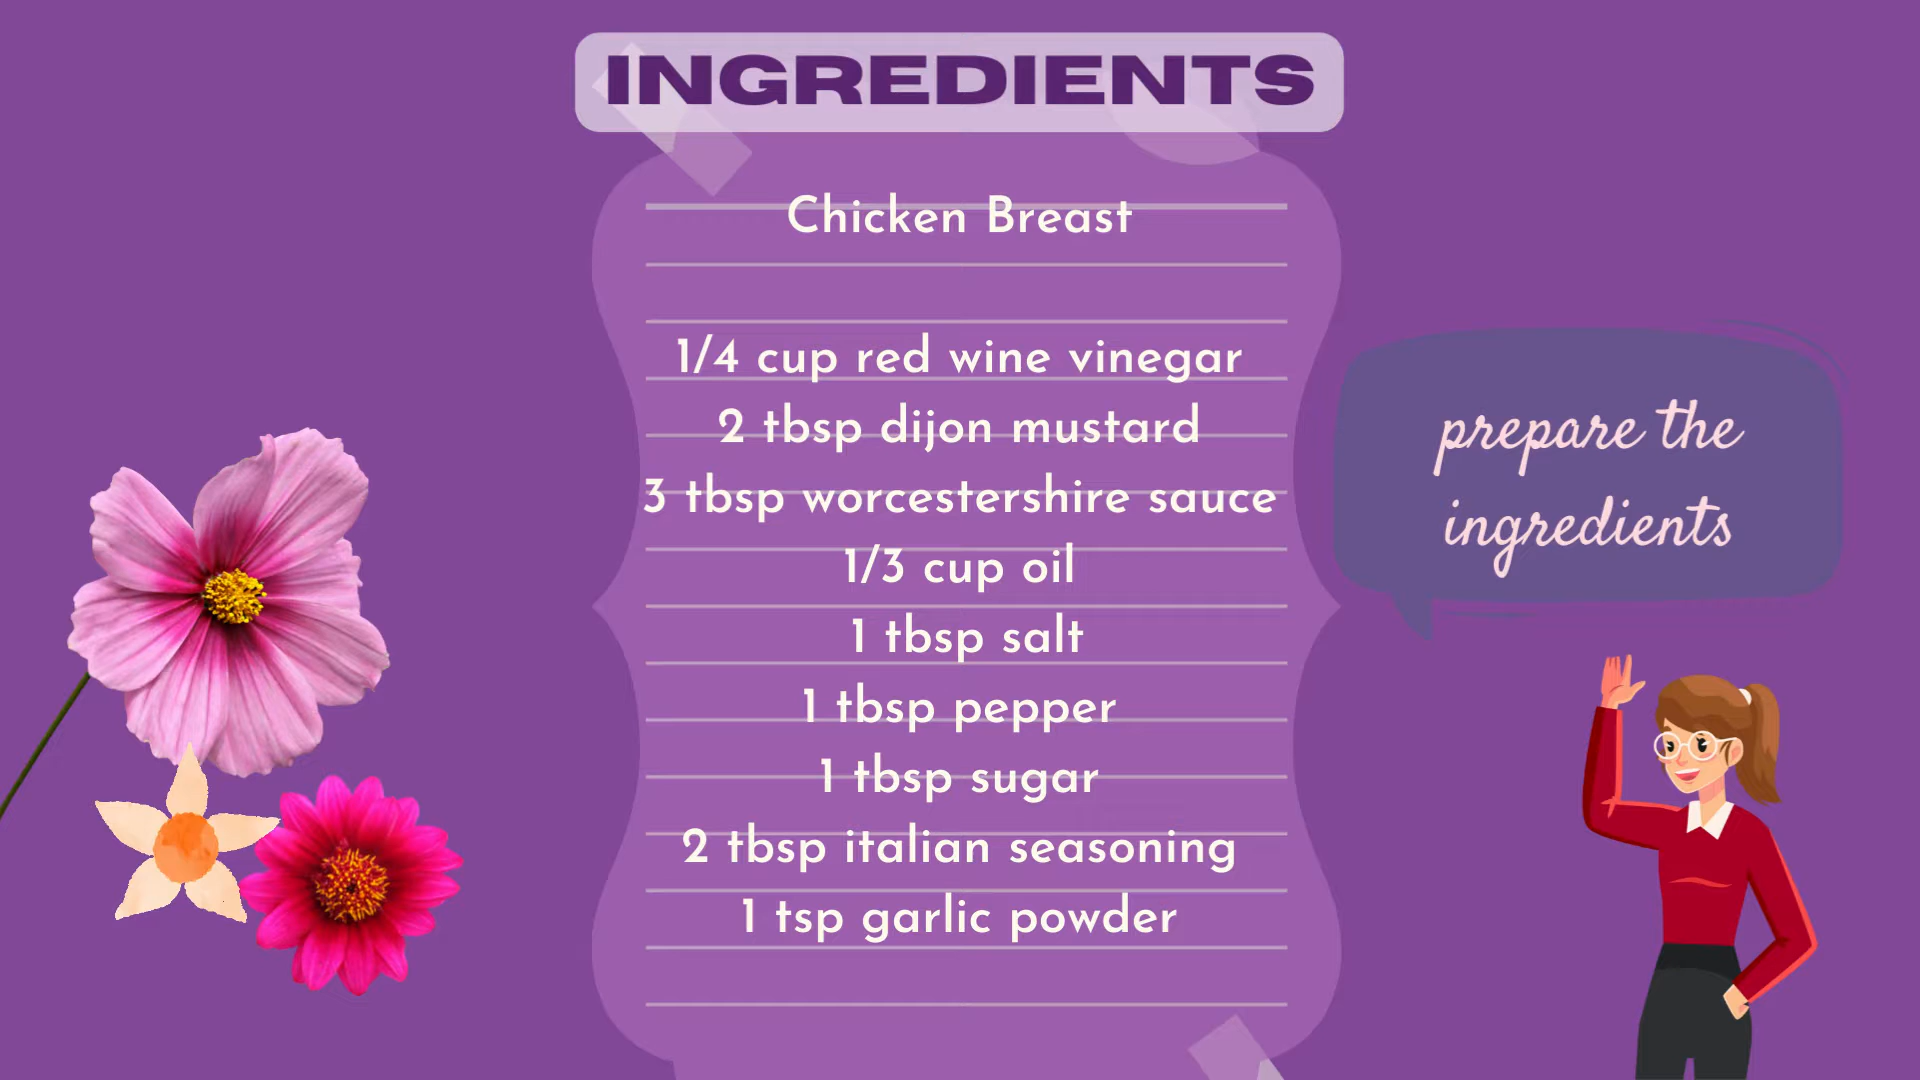 INGREDIENTS
Chicken Breast
1/4 cup red wine vinegar
2 tbsp dijon mustard
3 tbsp worcestershire sauce
1/3 cup oil
1 tbsp salt
1 tbsp pepper
1 tbsp sugar
2 tbsp italian seasoning
1 tsp garlic powder
prepare the
ingredients